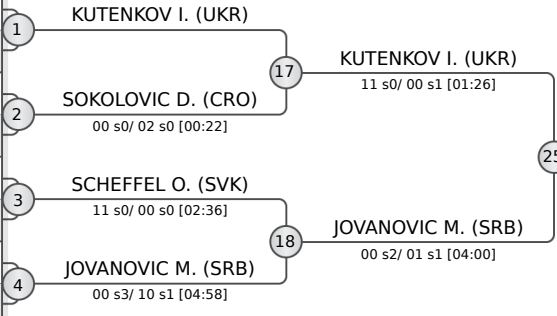 KUTENKOV I. (UKR)
1
17
KUTENKOV I. (UKR)
11 s0/ 00 s1 [01:26]
SOKOLOVIC D. (CRO)
2
00 s0/ 02 s0 [00:22]
25
SCHEFFEL O. (SVK)
3
11 s0/ 00 s0 [02:36]
18
JOVANOVIC M. (SRB)
00 s2/ 01 s1 [04:00]
JOVANOVIC M. (SRB)
4
00 s3/ 10 s1 [04:58]